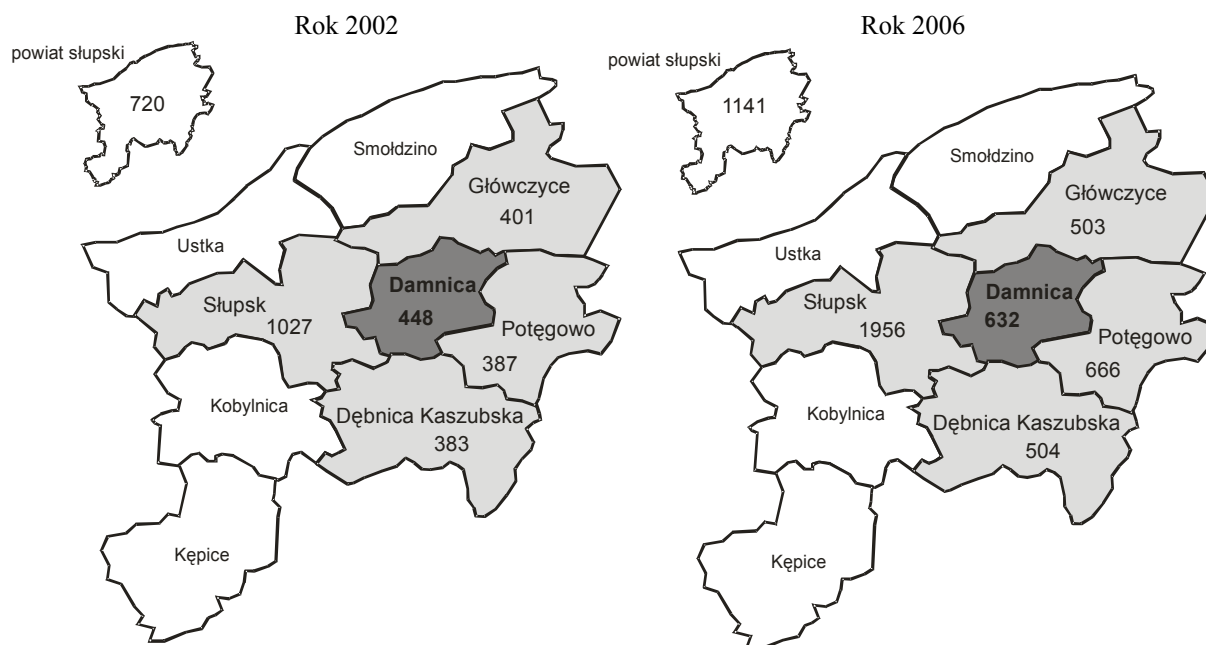 Rok 2002
powiat słupski
720
Smołdzino
Główczyce
401
Ustka
Damnica
448
Słupsk
1027
Potęgowo
387
Kobylnica
Dębnica Kaszubska
383
Kępice
Rok 2006
powiat słupski
1141
Smołdzino
Główczyce
503
Ustka
Damnica
632
Słupsk
1956
Potęgowo
666
Kobylnica
Dębnica Kaszubska
504
Kępice